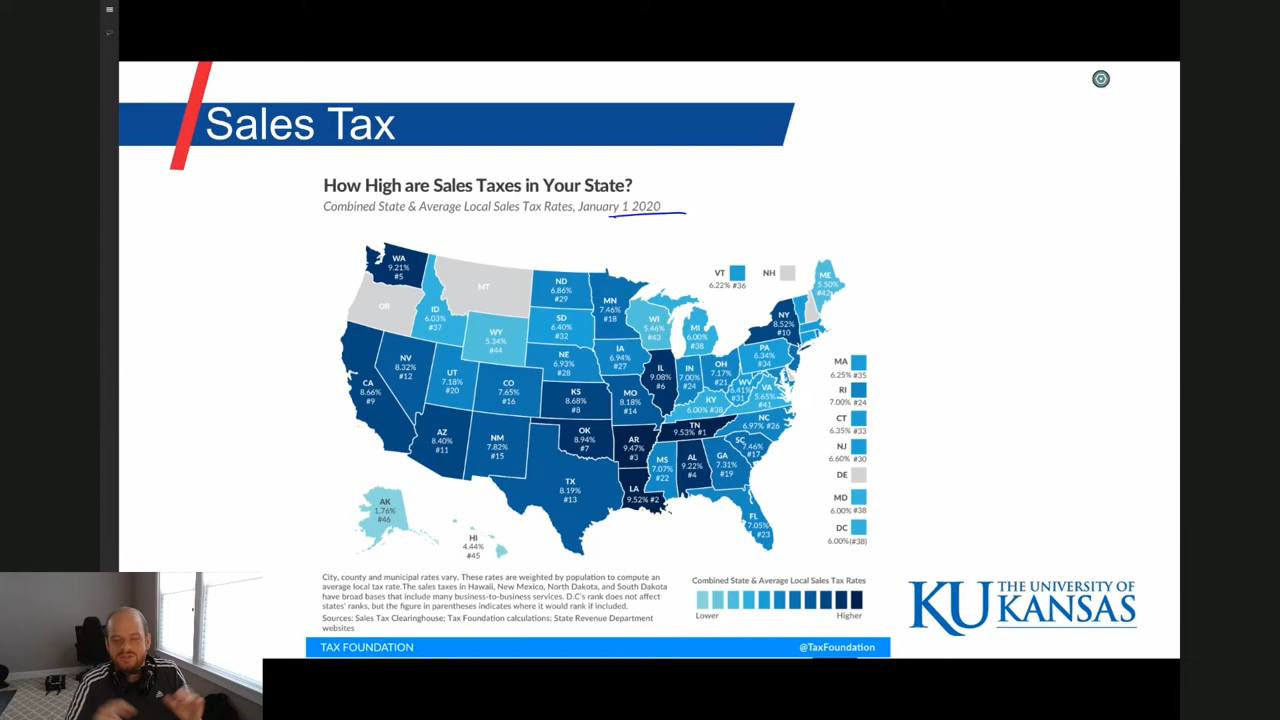 Sales Tax
How High are Sales Taxes in Your State?
Combined State & Average Local Sales Tax Rates, January 1 2020
WA
9.21%
#5
MT
ND
6.86%
#29
MN
7.46%
#18
VT
6.22% #36
NH
ME
5.50%
#42
OR
ID
6.03%
#37
WY
5.34%
#44
SD
6.40%
#32
WI
5.46%
#43
MI
6.00%
#38
NY
8.52%
#10
NV
8.32%
#12
UT
7.18%
#20
CO
7.65%
#16
NE
6.93%
#28
IA
6.94%
#27
IL
9.08%
#6
IN
7.00%
#24
OH
7.17%
#21
PA
6.34%
#34
CA
8.66%
#9
KS
8.68%
#8
MO
8.18%
#14
KY
6.00% #38
WV
6.41%
#31
VA
5.65%
#41
AZ
8.40%
#11
NM
7.82%
#15
OK
8.94%
#7
AR
9.47%
#3
TN
9.53% #1
NC
6.97% #26
SC
7.46%
#17
TX
8.19%
#13
LA
9.52% #2
MS
7.07%
#22
AL
9.22%
#4
GA
7.31%
#19
FL
7.05%
#23
AK
1.76%
#46
HI
4.44%
#45
MA
6.25% #35
RI
7.00% #24
CT
6.35% #33
NJ
6.60% #30
DE
MD
6.00% #38
DC
6.00%(#38)
City, county and municipal rates vary. These rates are weighted by population to compute an
average local tax rate.The sales taxes in Hawaii, New Mexico, North Dakota, and South Dakota
have broad bases that include many business-to-business services. D.C's rank does not affect
states' ranks, but the figure in parentheses indicates where it would rank if included.
Sources: Sales Tax Clearinghouse; Tax Foundation calculations; State Revenue Department
websites
Combined State & Average Local Sales Tax Rates
Lower Higher
TAX FOUNDATION @TaxFoundation
KU THE UNIVERSITY OF
KANSAS